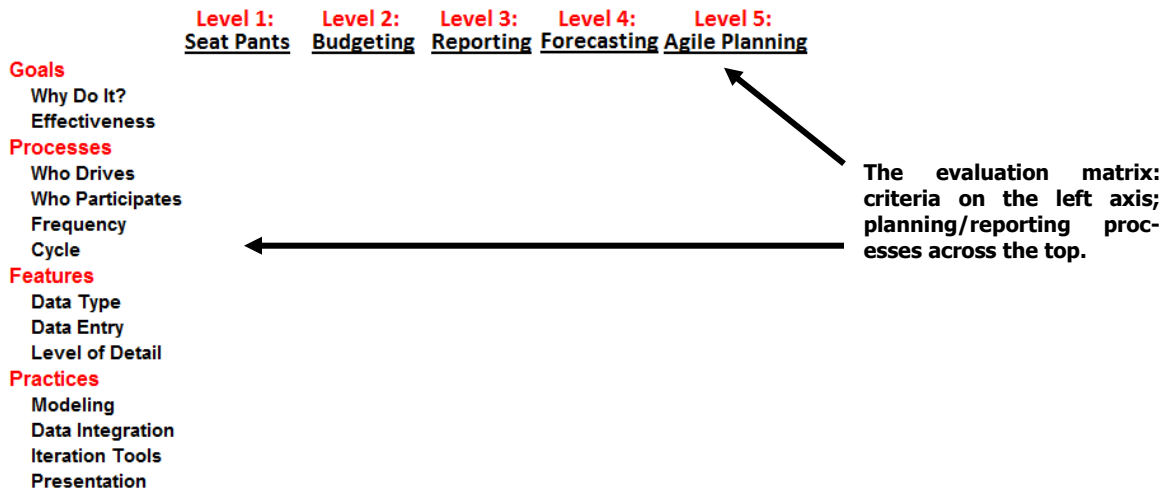 Level 1: Level 2: Level 3: Level 4: Level 5:
Seat Pants Budgeting Reporting Forecasting Agile Planning
Goals
Why Do It?
Effectiveness
Processes
Who Drives
Who Participates
Frequency
Cycle
Features
Data Type
Data Entry
Level of Detail
Practices
Modeling
Data Integration
Iteration Tools
Presentation
The evaluation matrix:
criteria on the left axis;
planning/reporting proc-
esses across the top.